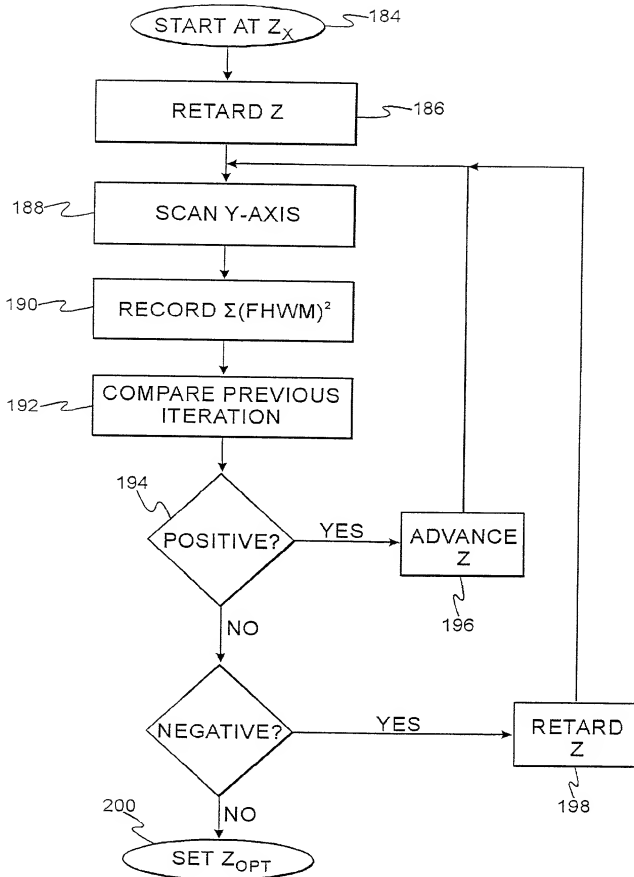 START AT Z_X
184
RETARD Z
186
188
SCAN Y-AXIS
190
RECORD Σ(FHWM)²
192
COMPARE PREVIOUS
ITERATION
194
POSITIVE?
YES
ADVANCE
Z
196
NO
NEGATIVE?
YES
RETARD
Z
198
NO
200
SET Z_OPT